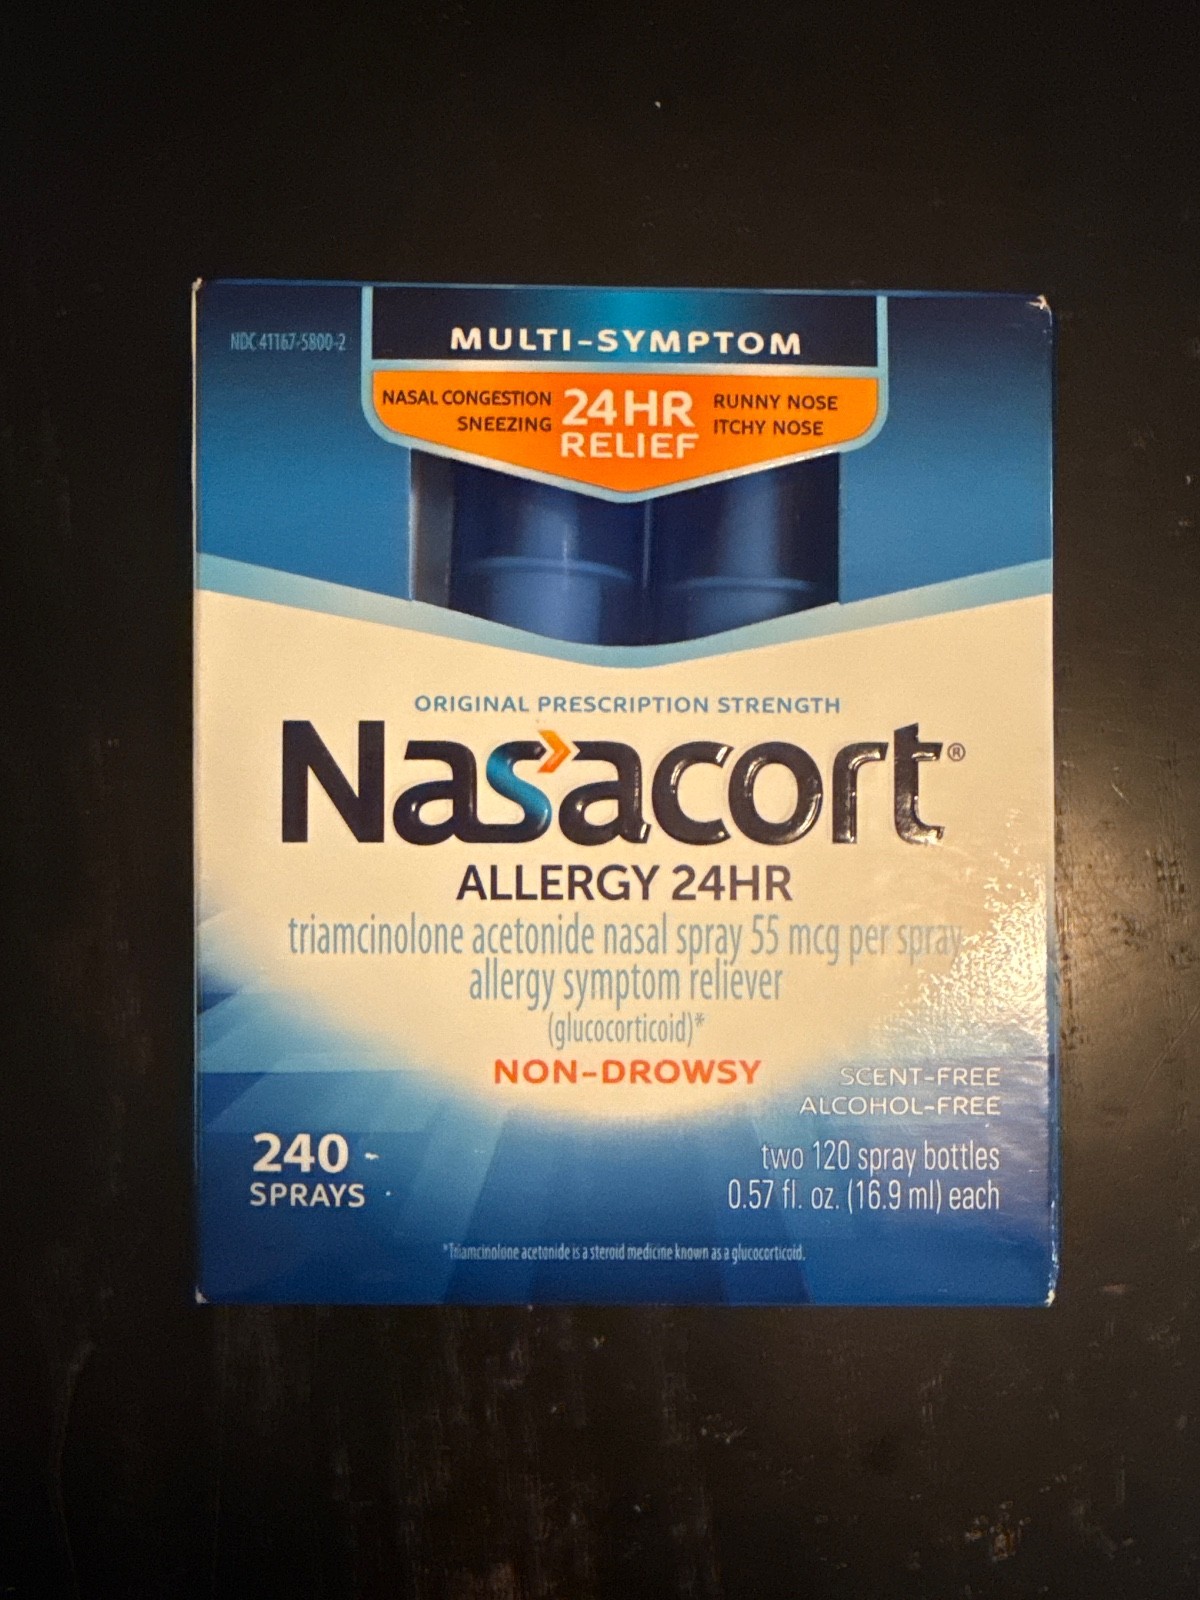 NDC 41167-5800-2
MULTI-SYMPTOM
NASAL CONGESTION
SNEEZING
24HR
RELIEF
RUNNY NOSE
ITCHY NOSE
ORIGINAL PRESCRIPTION STRENGTH
Nasacort®
ALLERGY 24HR
triamcinolone acetonide nasal spray 55 mcg per spray
allergy symptom reliever
(glucocorticoid)*
NON-DROWSY
SCENT-FREE
ALCOHOL-FREE
240
SPRAYS
two 120 spray bottles
0.57 fl. oz. (16.9 ml) each
*Triamcinolone acetonide is a steroid medicine known as a glucocorticoid.